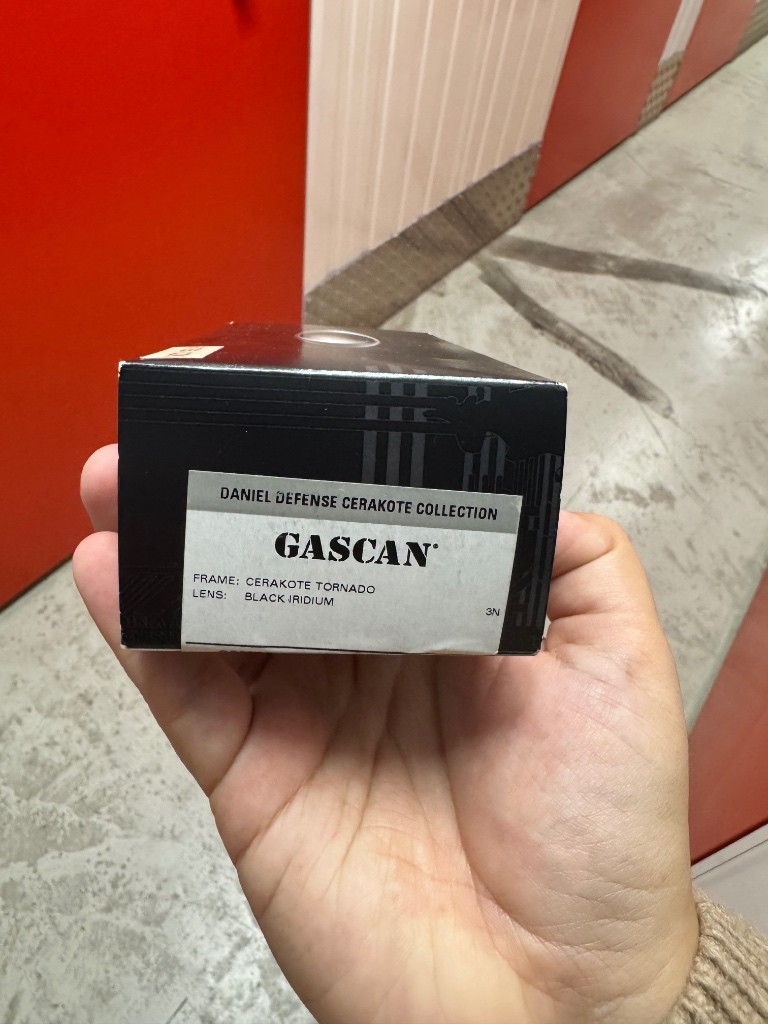 DANIEL DEFENSE CERAKOTE COLLECTION
GASCAN®
FRAME: CERAKOTE TORNADO
LENS: BLACK IRIDIUM
3N